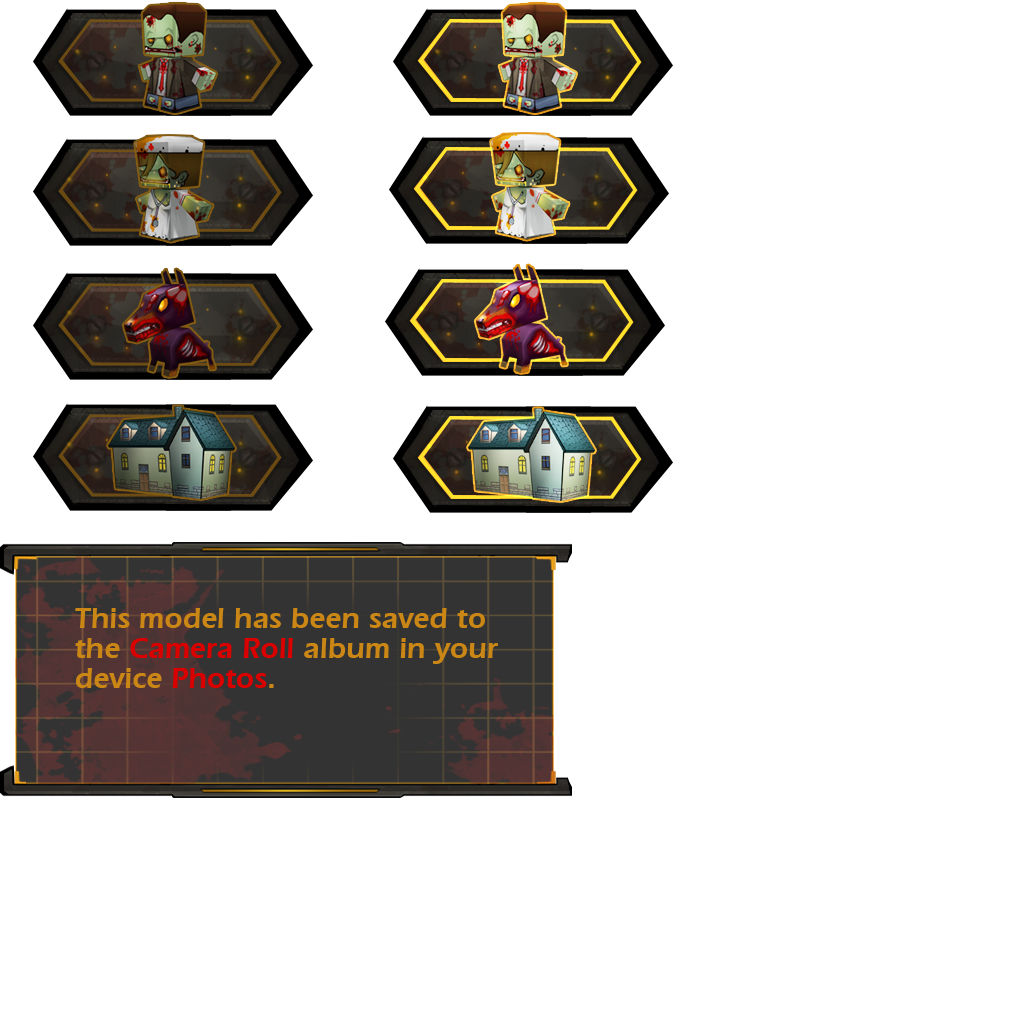 This model has been saved to
the Camera Roll album in your
device Photos.